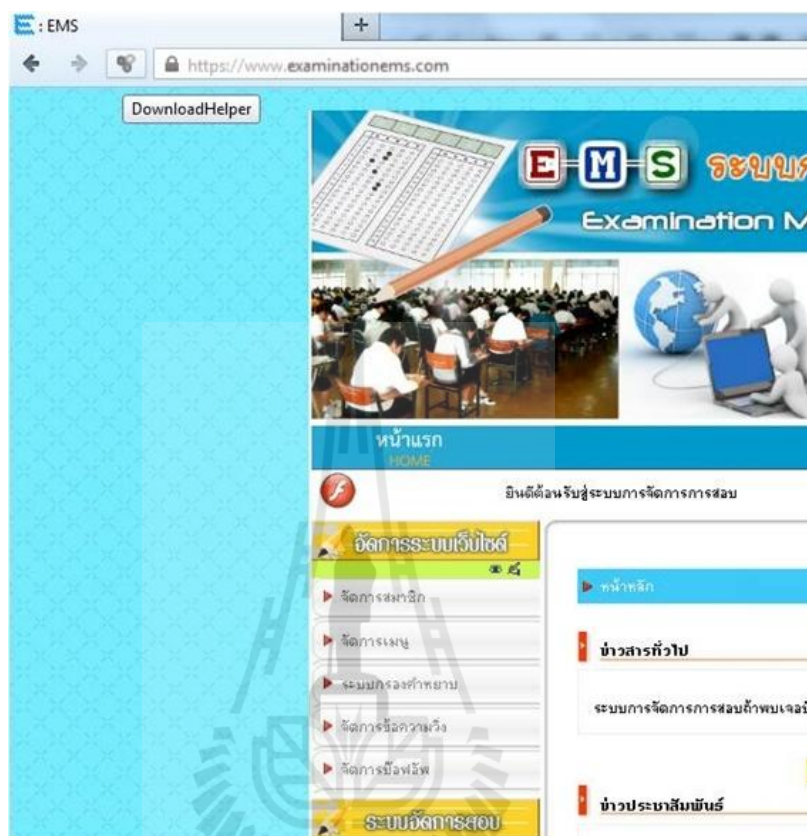 : EMS
+
https://www.examinationems.com
DownloadHelper
E-M-S ระบบก
Examination M
หน้าแรก
HOME
ยินดีต้อนรับสู่ระบบการจัดการการสอบ
จัดการระบบเว็บไซต์
จัดการสมาชิก
หน้าหลัก
จัดการเมนู
ข่าวสารทั่วไป
ระบบกรองคำหยาบ
ระบบการจัดการการสอบถ้าพบเจอ
จัดการข้อความวิ่ง
จัดการป๊อปอัพ
ข่าวประชาสัมพันธ์
ระบบจัดการสอบ